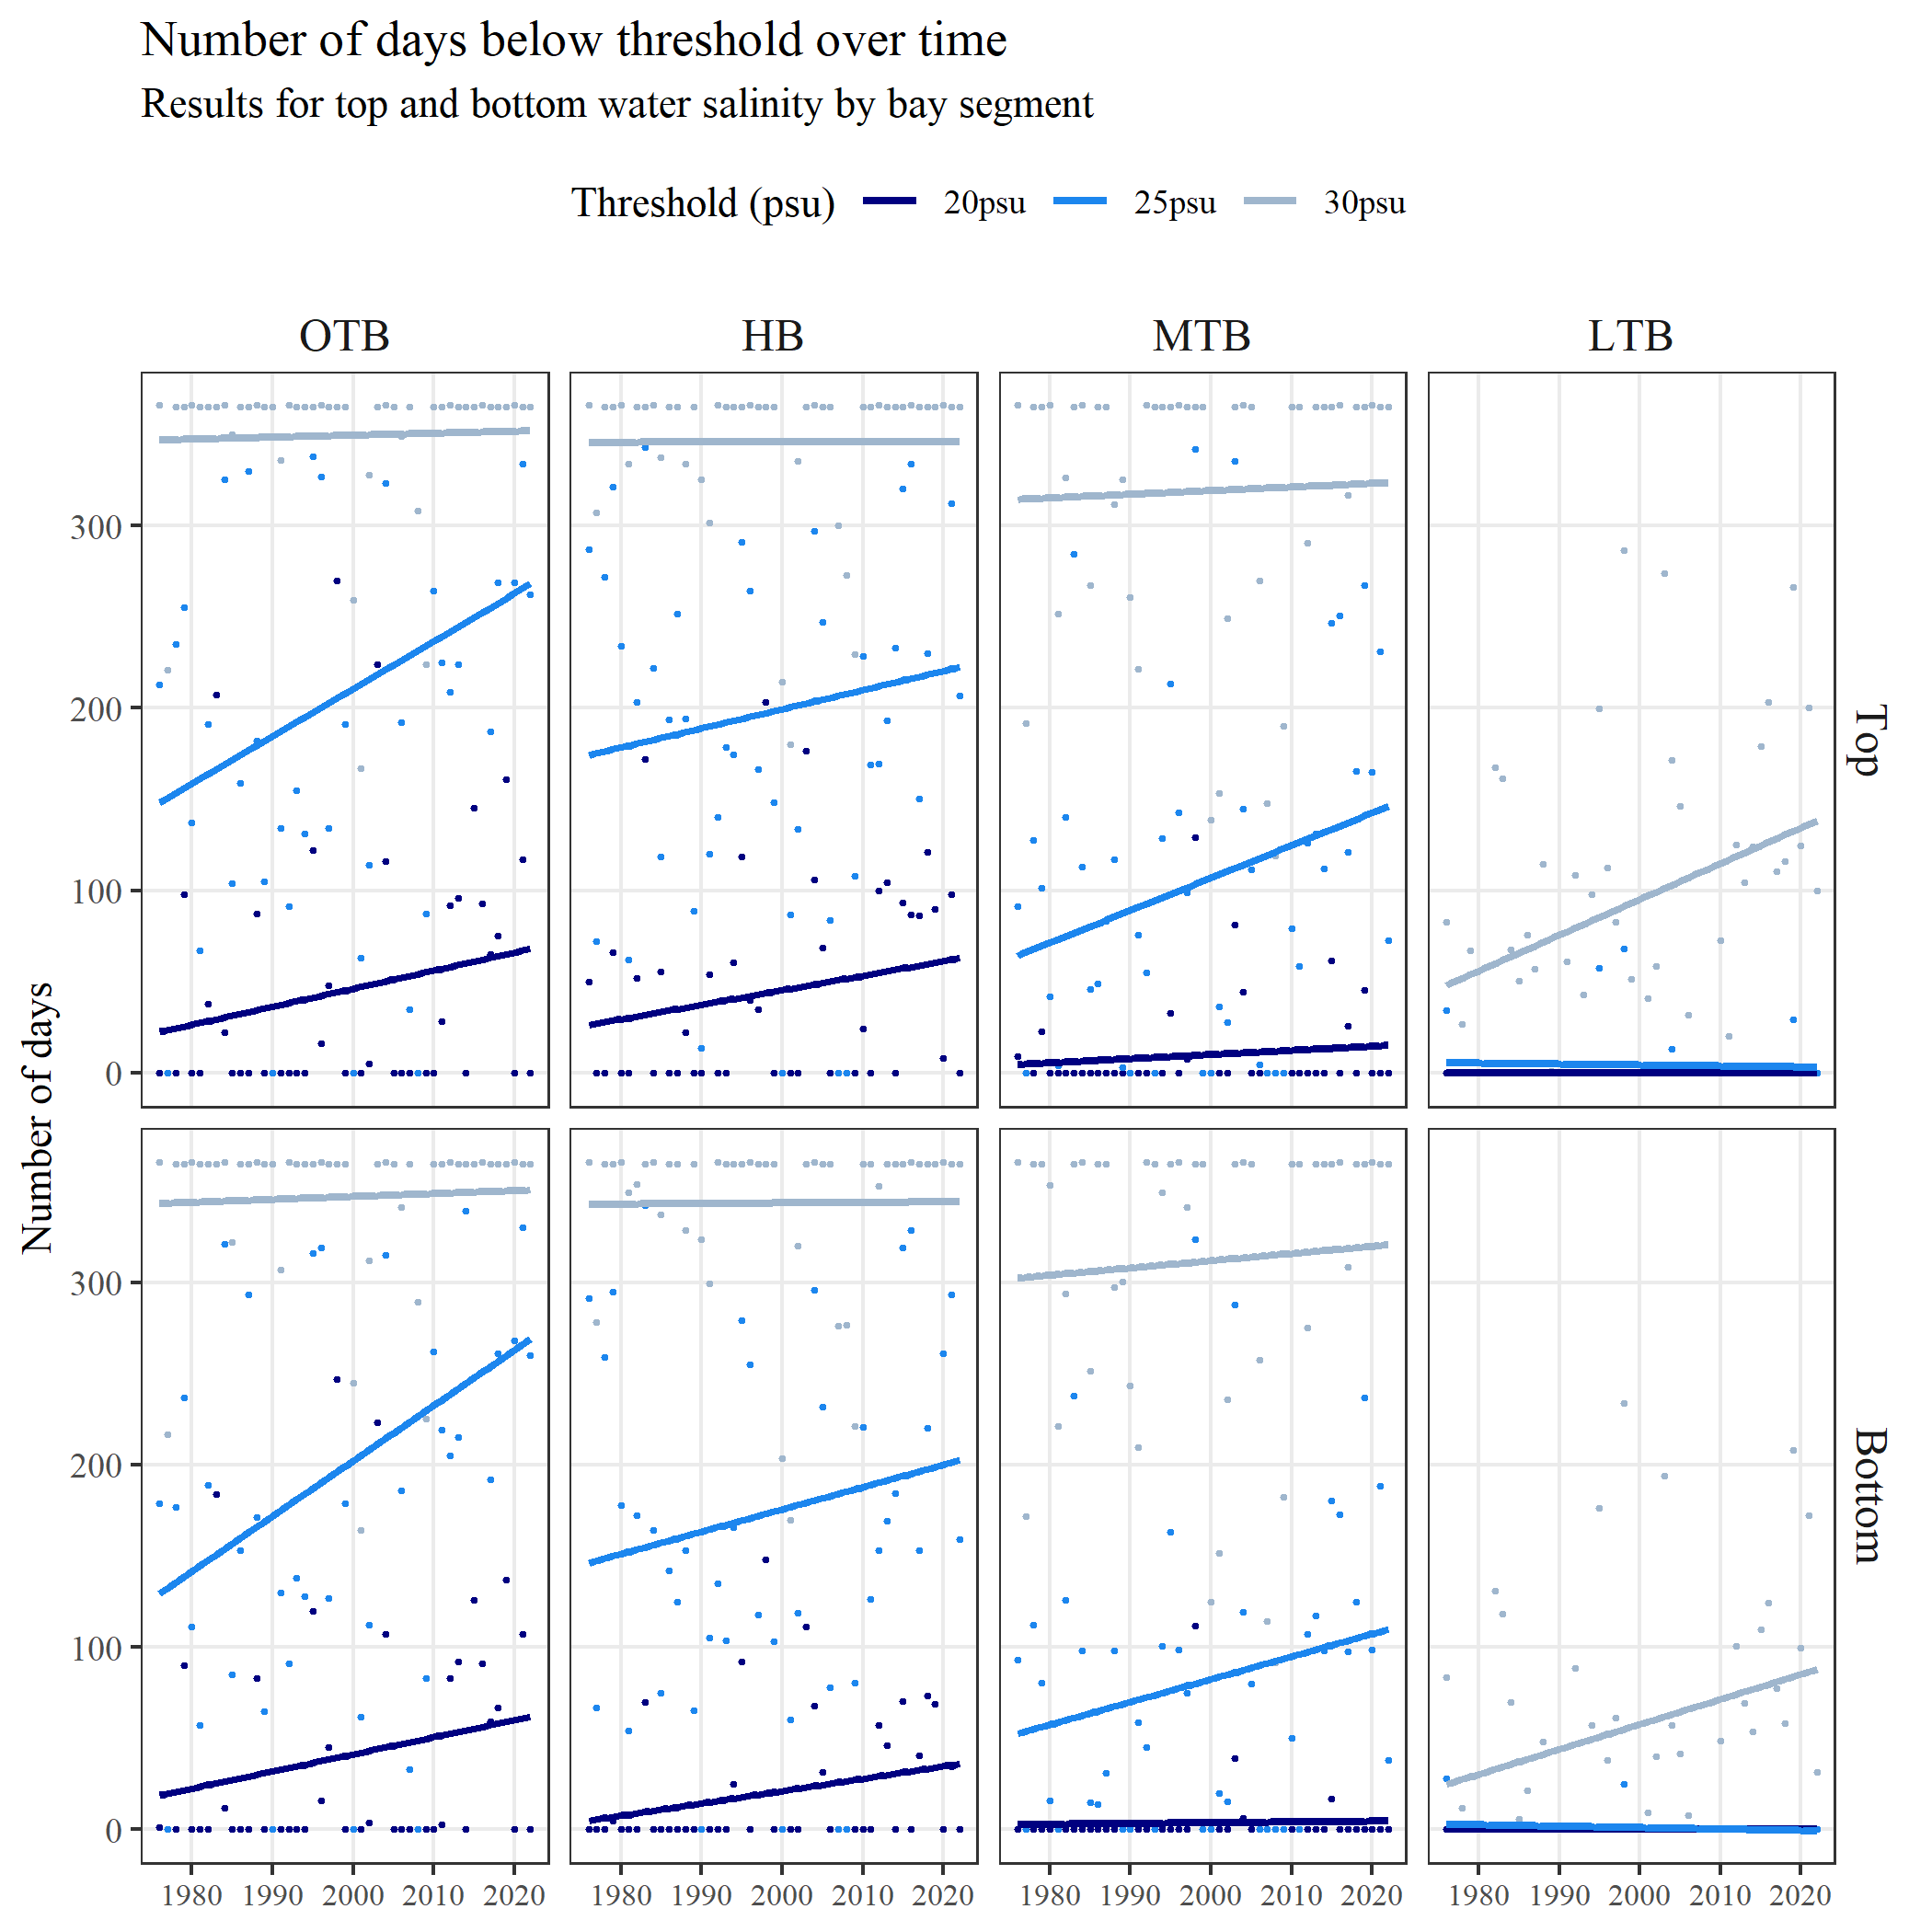 Number of days below threshold over time
Results for top and bottom water salinity by bay segment
Threshold (psu) 20psu 25psu 30psu
OTB HB MTB LTB
300
200
100
0
Top
Number of days
300
200
100
0
Bottom
1980 1990 2000 2010 2020 1980 1990 2000 2010 2020 1980 1990 2000 2010 2020 1980 1990 2000 2010 2020